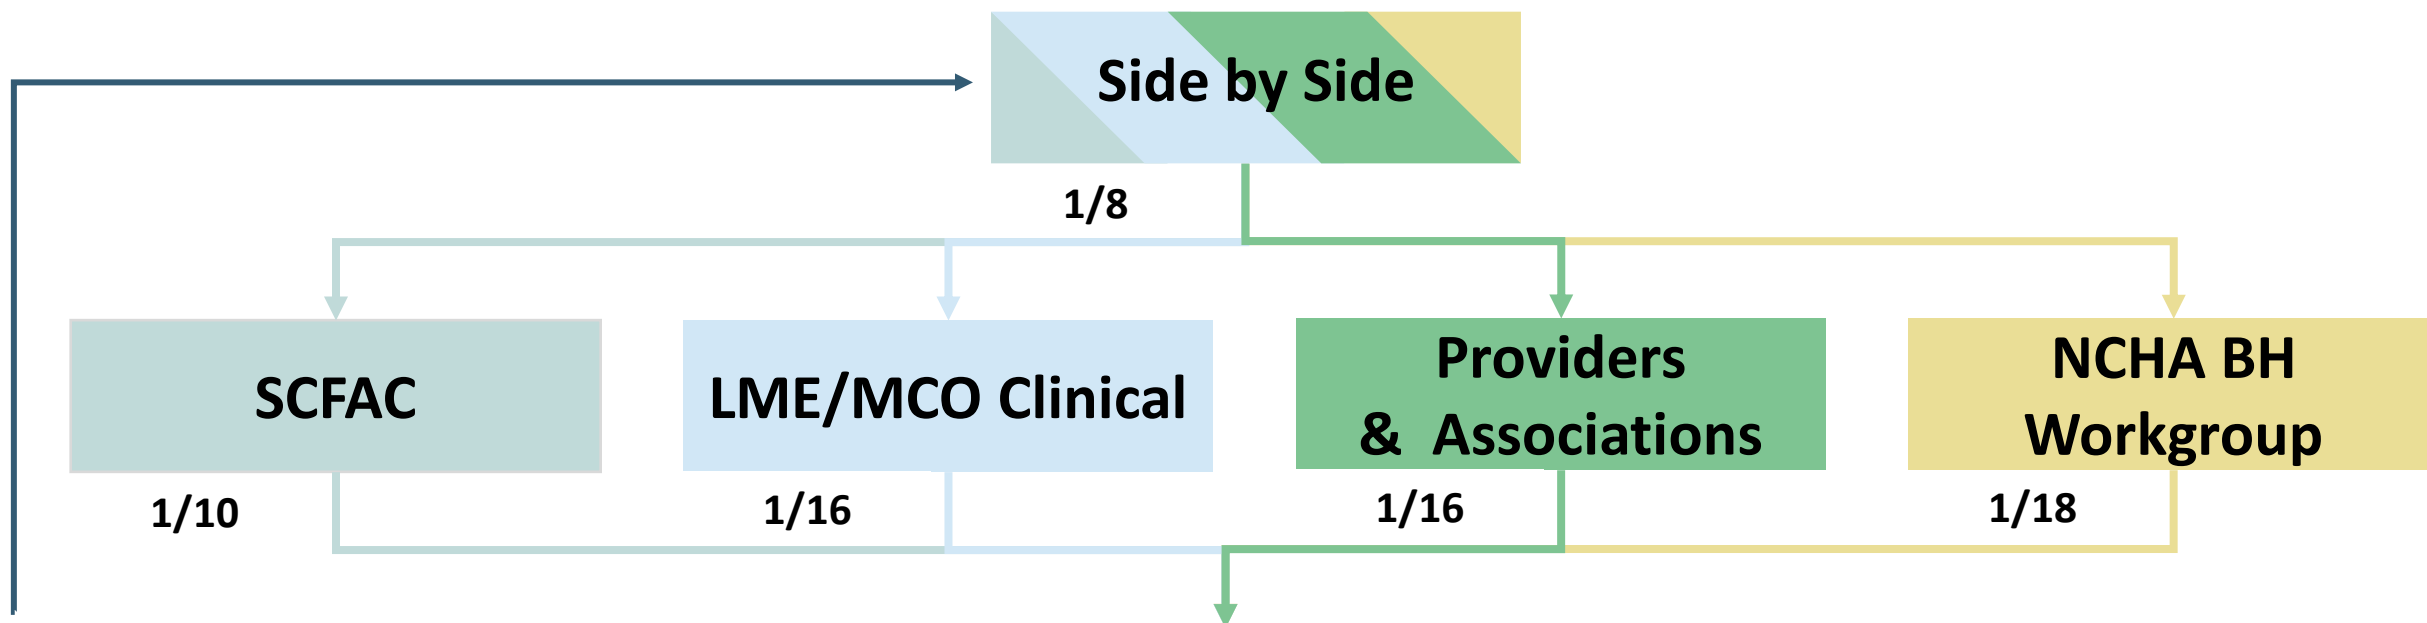 Side by Side
1/8
SCFAC
LME/MCO Clinical
Providers
& Associations
NCHA BH
Workgroup
1/10
1/16
1/16
1/18